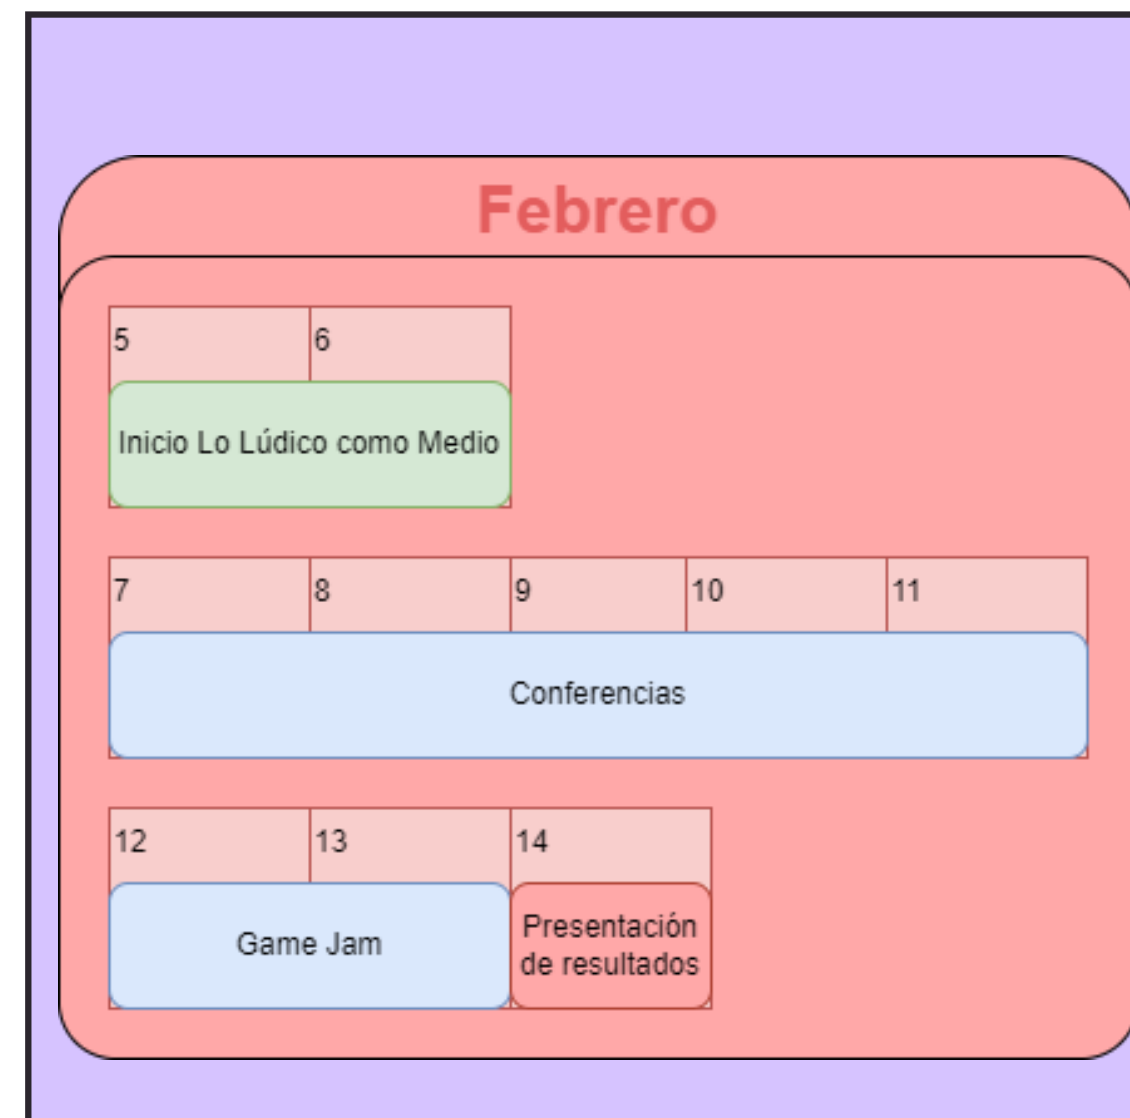 Febrero
5 6
Inicio Lo Lúdico como Medio
7 8 9 10 11
Conferencias
12 13 14
Game Jam
Presentación
de resultados